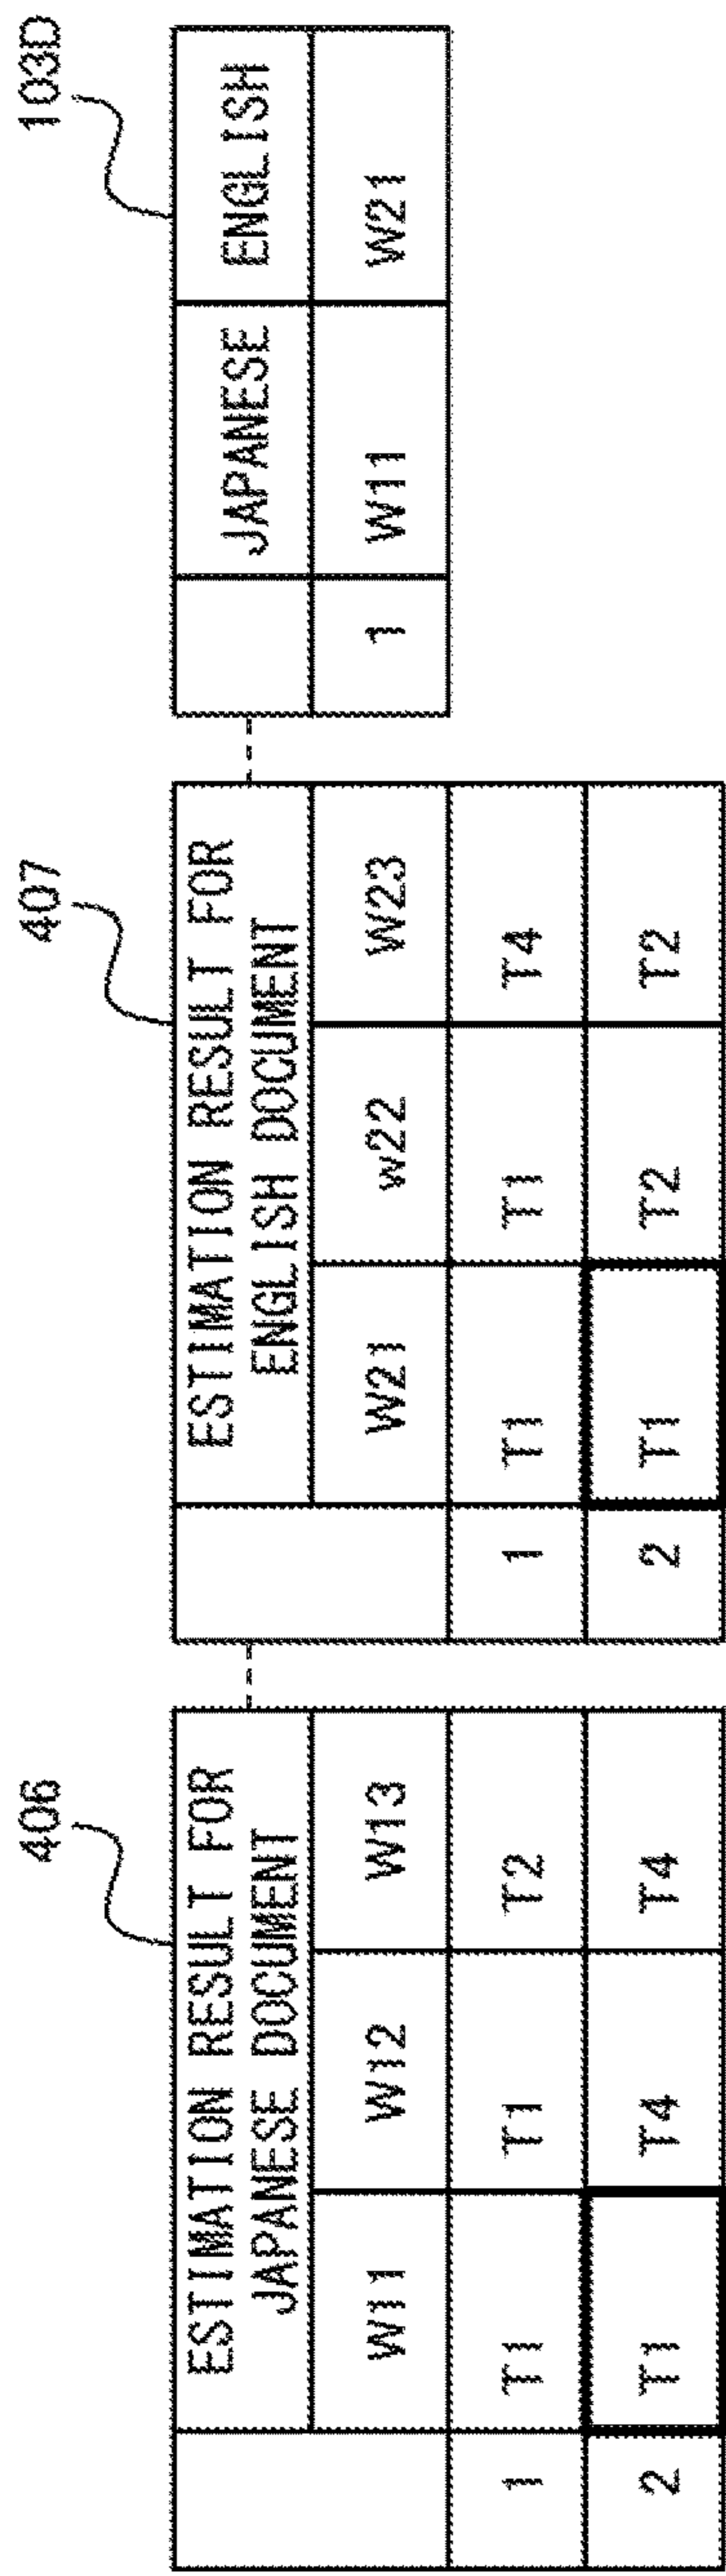 406
ESTIMATION RESULT FOR
JAPANESE DOCUMENT
W11 W12 W13
1 T1 T1 T2
2 T1 T4 T4
407
ESTIMATION RESULT FOR
ENGLISH DOCUMENT
W21 w22 W23
1 T1 T1 T4
2 T1 T2 T2
103D
JAPANESE ENGLISH
1 W11 W21